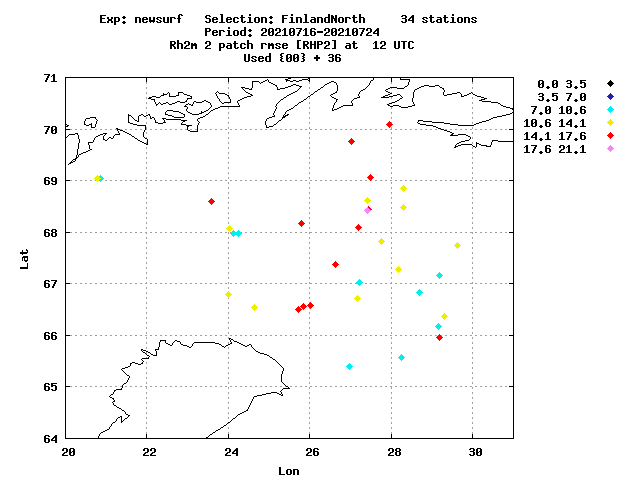 Exp: newsurf   Selection: FinlandNorth     34 stations
Period: 20210716-20210724
Rh2m 2 patch rmse [RHP2] at  12 UTC
Used {00} + 36
0.0 3.5
3.5 7.0
7.0 10.6
10.6 14.1
14.1 17.6
17.6 21.1
71
70
69
68
67
66
65
64
Lat
20 22 24 26 28 30
Lon